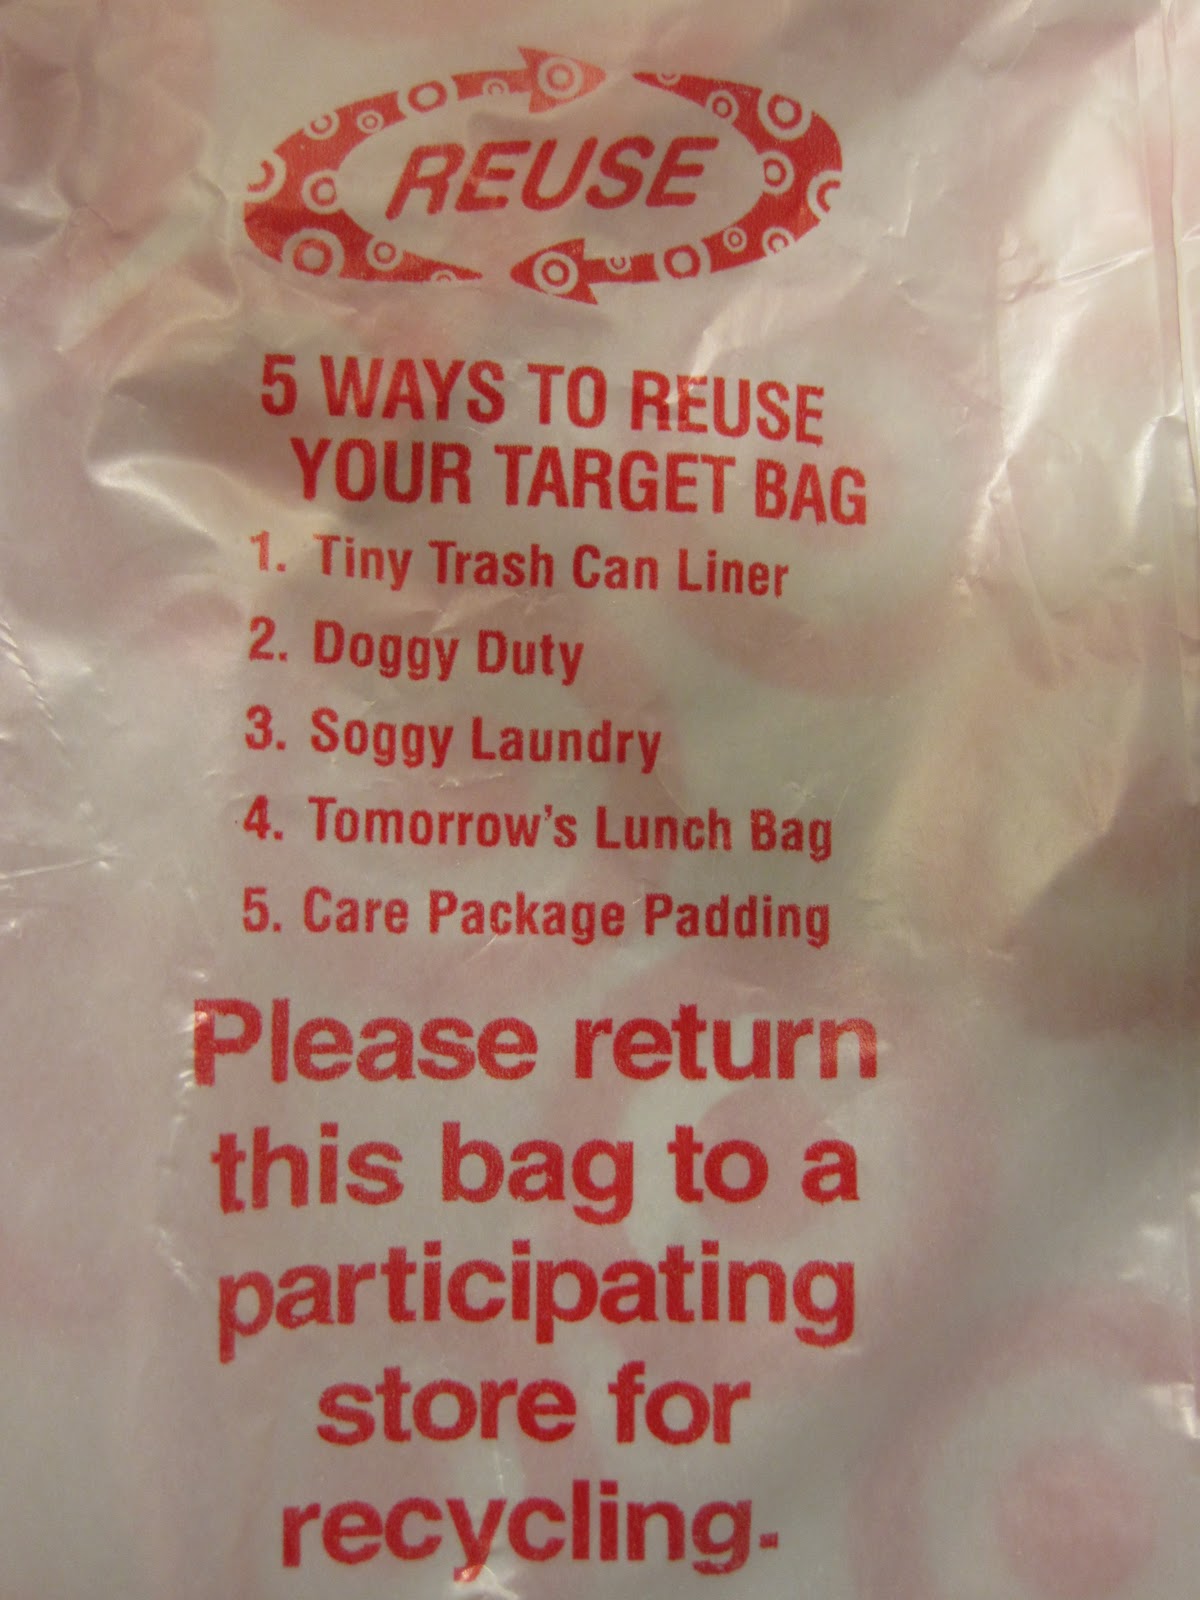 REUSE
5 WAYS TO REUSE
YOUR TARGET BAG
1. Tiny Trash Can Liner
2. Doggy Duty
3. Soggy Laundry
4. Tomorrow's Lunch Bag
5. Care Package Padding
Please return
this bag to a
participating
store for
recycling.